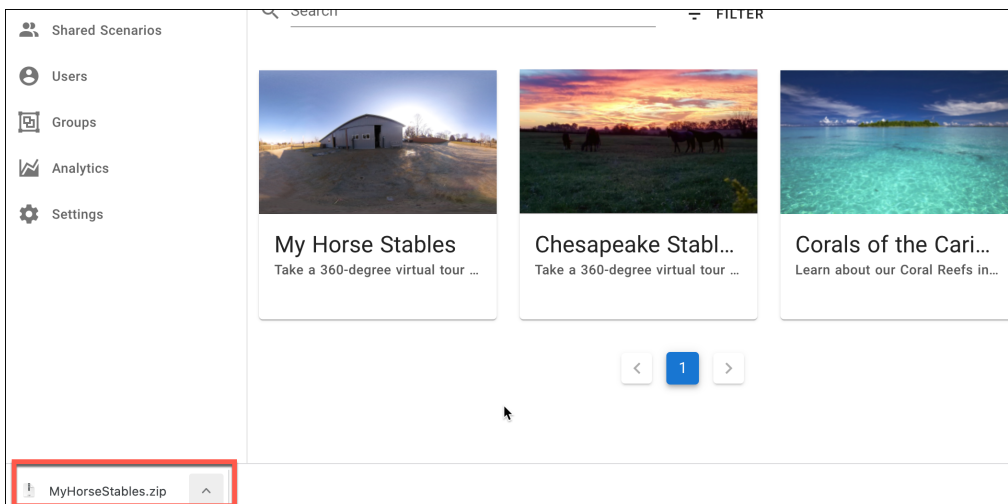 Shared Scenarios
Search
FILTER
Users
Groups
Analytics
Settings
My Horse Stables
Take a 360-degree virtual tour ...
Chesapeake Stabl...
Take a 360-degree virtual tour ...
Corals of the Cari...
Learn about our Coral Reefs in...
1
MyHorseStables.zip